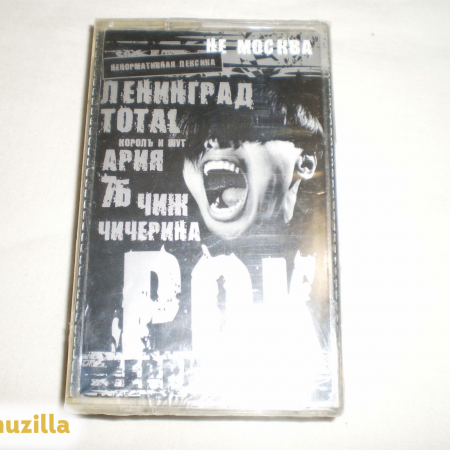 НЕ МОСКВА
НЕНОРМАТИВНАЯ ЛЕКСИКА
ЛЕНИНГРАД
TOTAL
КОРОЛЬ И ШУТ
АРИЯ
7Б
ЧИЖ
ЧИЧЕРИНА
РОК
uzilla